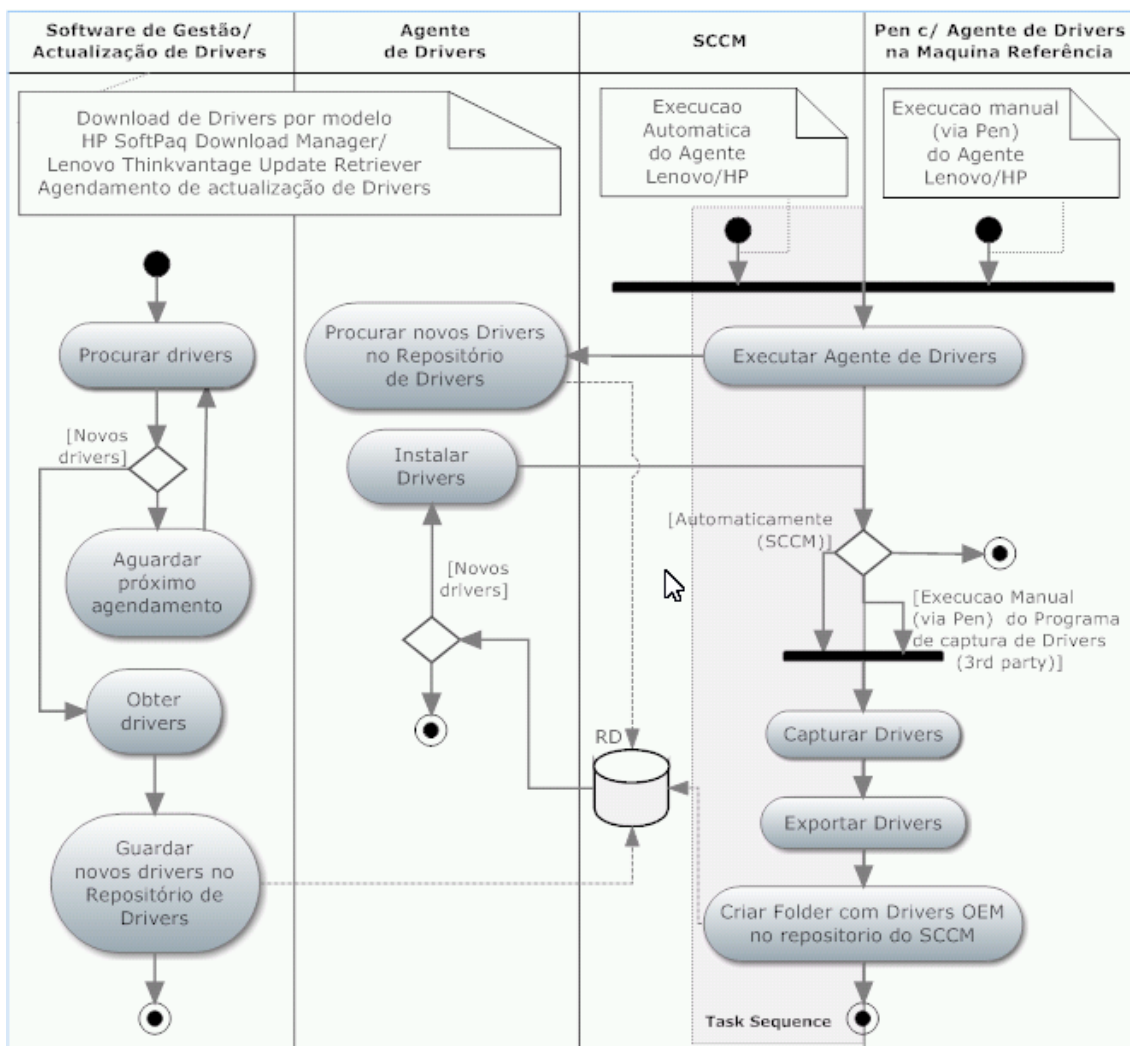 Software de Gestão/
Actualização de Drivers
Agente
de Drivers
SCCM
Pen c/ Agente de Drivers
na Maquina Referência
Download de Drivers por modelo
HP SoftPaq Download Manager/
Lenovo Thinkvantage Update Retriever
Agendamento de actualização de Drivers
Execucao
Automatica
do Agente
Lenovo/HP
Execucao manual
(via Pen)
do Agente
Lenovo/HP
Procurar drivers
[Novos
drivers]
Aguardar
próximo
agendamento
Obter
drivers
Guardar
novos drivers no
Repositório de
Drivers
Procurar novos Drivers
no Repositório
de Drivers
Instalar
Drivers
[Novos
drivers]
RD
Executar Agente de Drivers
[Automaticamente
(SCCM)]
[Execucao Manual
(via Pen) do Programa
de captura de Drivers
(3rd party)]
Capturar Drivers
Exportar Drivers
Criar Folder com Drivers OEM
no repositorio do SCCM
Task Sequence